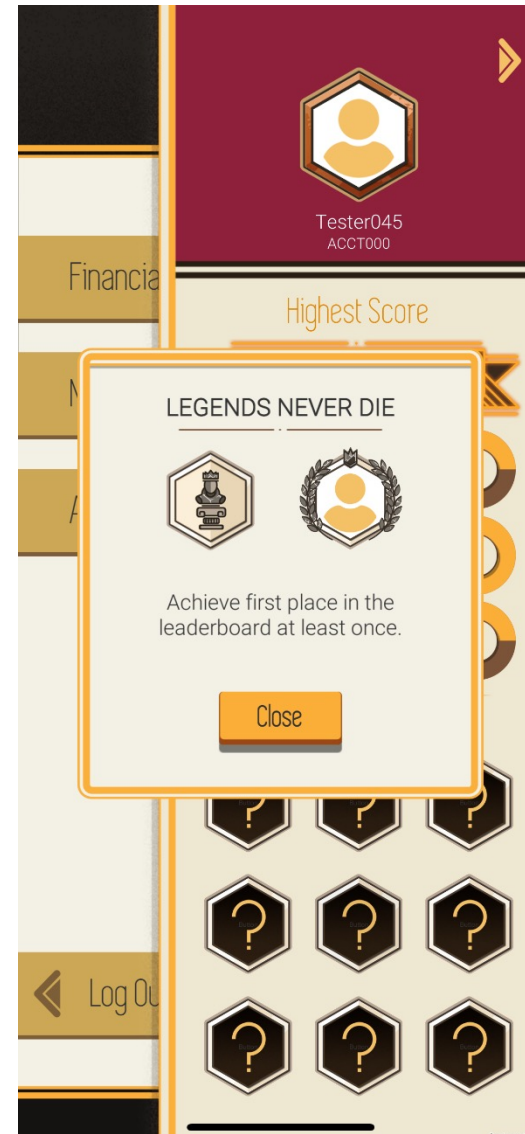 Tester045
ACCT000
Financia
Highest Score
N
LEGENDS NEVER DIE
A
Achieve first place in the
leaderboard at least once.
Close
? ? ?
? ? ?
? ? ?
Log Ou